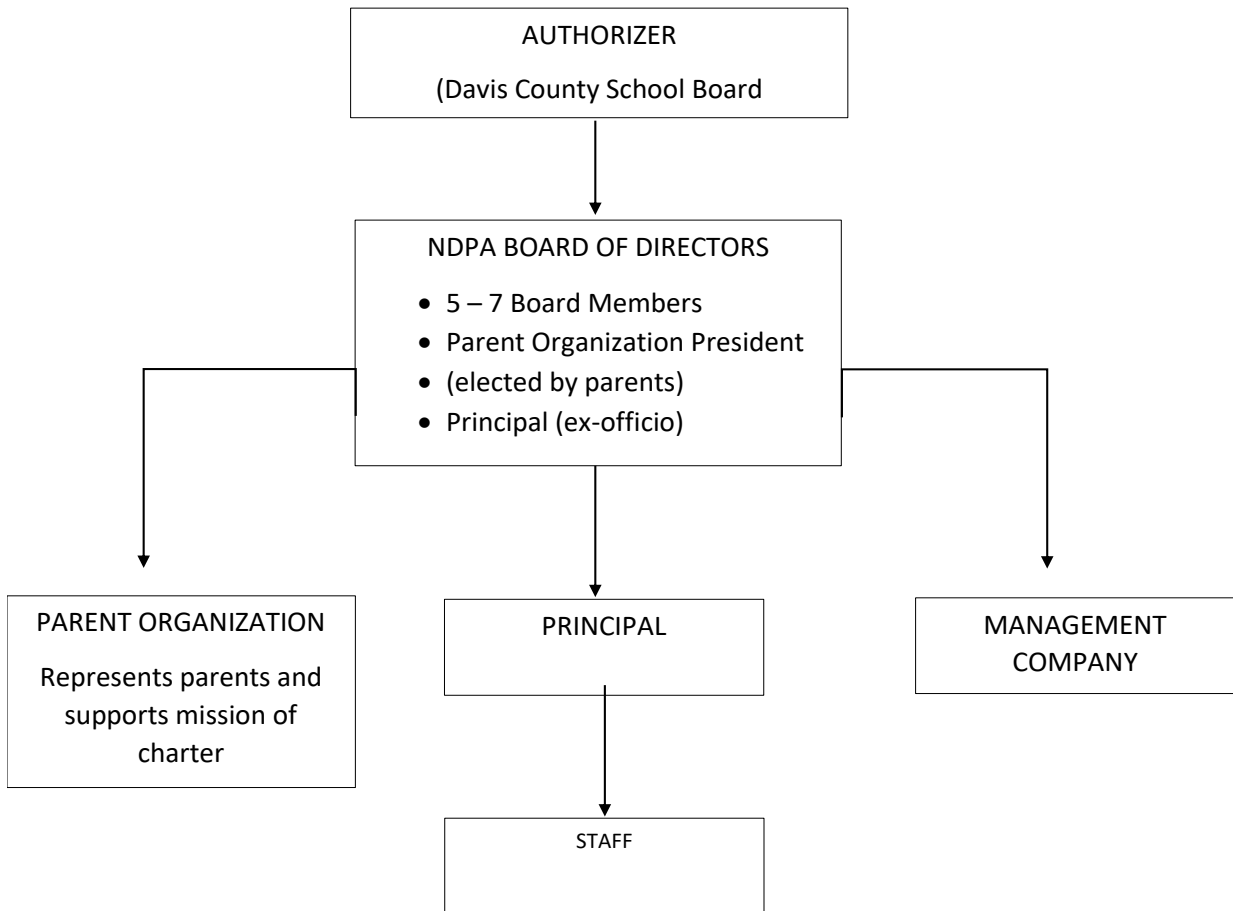 AUTHORIZER
(Davis County School Board
NDPA BOARD OF DIRECTORS
• 5 – 7 Board Members
• Parent Organization President
• (elected by parents)
• Principal (ex-officio)
PARENT ORGANIZATION
Represents parents and
supports mission of
charter
PRINCIPAL
MANAGEMENT
COMPANY
STAFF